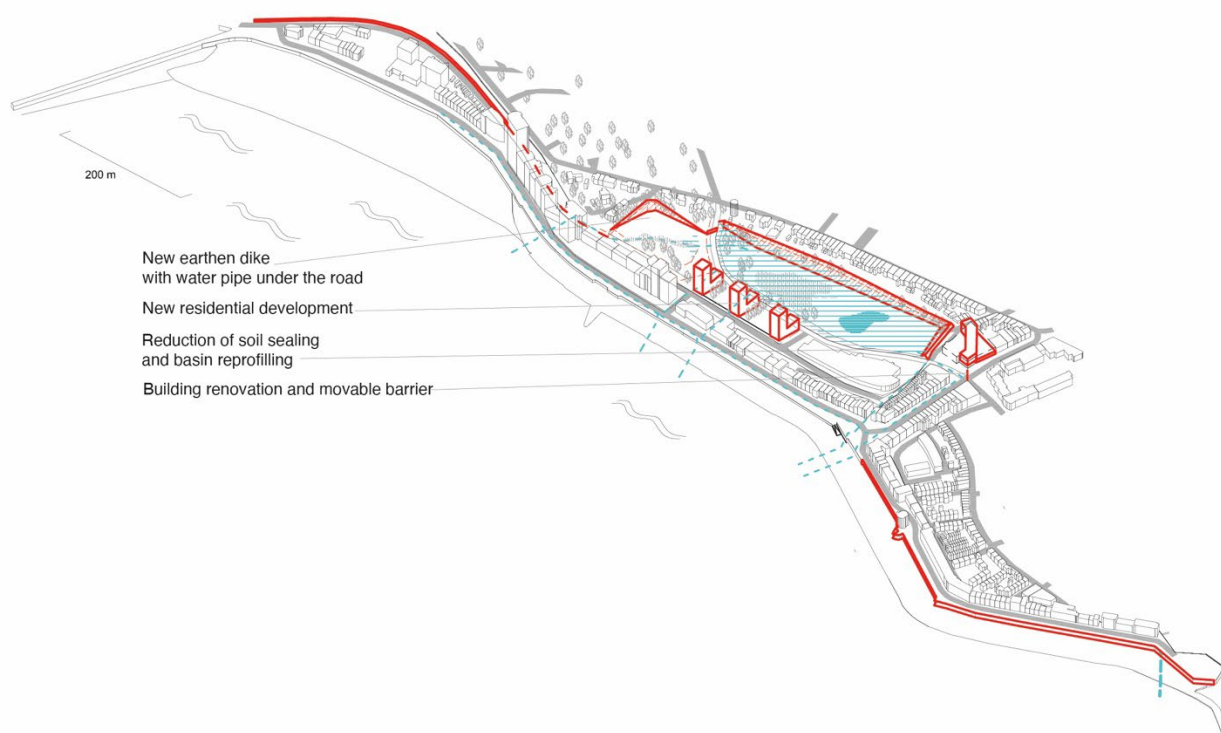 200 m
New earthen dike
with water pipe under the road
New residential development
Reduction of soil sealing
and basin reprofilling
Building renovation and movable barrier